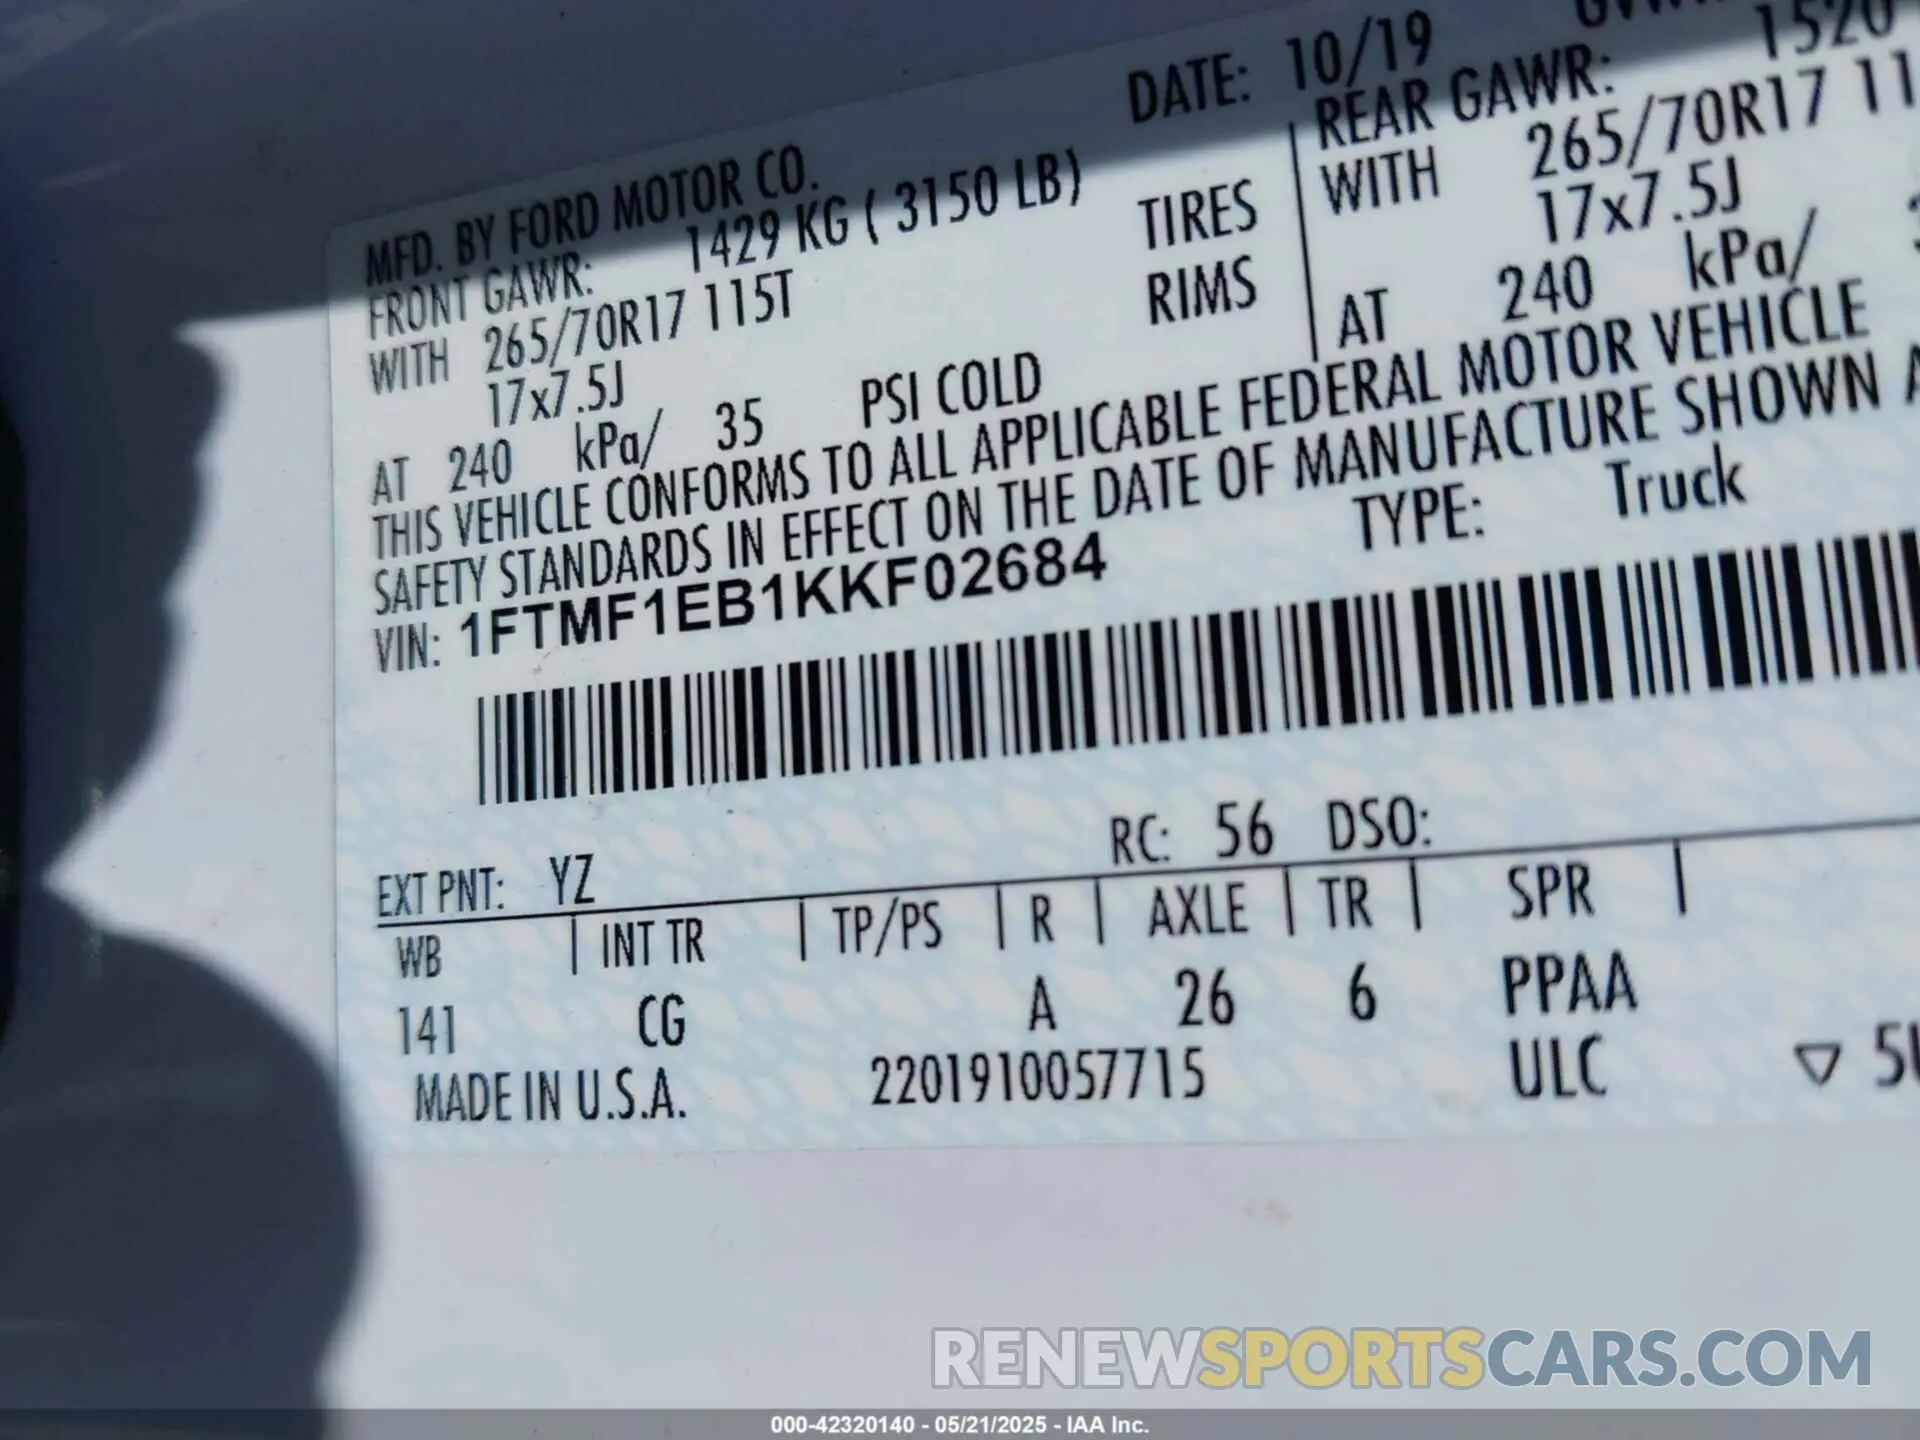 DATE: 10/19
MFD. BY FORD MOTOR CO.
FRONT GAWR: 1429 KG ( 3150 LB)
WITH 265/70R17 115T TIRES
17x7.5J RIMS
AT 240 kPa/ 35 PSI COLD
REAR GAWR: 1520
WITH 265/70R17 11
17x7.5J
AT 240 kPa/
THIS VEHICLE CONFORMS TO ALL APPLICABLE FEDERAL MOTOR VEHICLE
SAFETY STANDARDS IN EFFECT ON THE DATE OF MANUFACTURE SHOWN
VIN: 1FTMF1EB1KKF02684
TYPE: Truck
EXT PNT: YZ RC: 56 DSO:
WB | INT TR | TP/PS | R | AXLE | TR | SPR |
141 CG A 26 6 PPAA
MADE IN U.S.A. 2201910057715 ULC ▽ 5
RENEWSPORTSCARS.COM
000-42320140 - 05/21/2025 - IAA Inc.